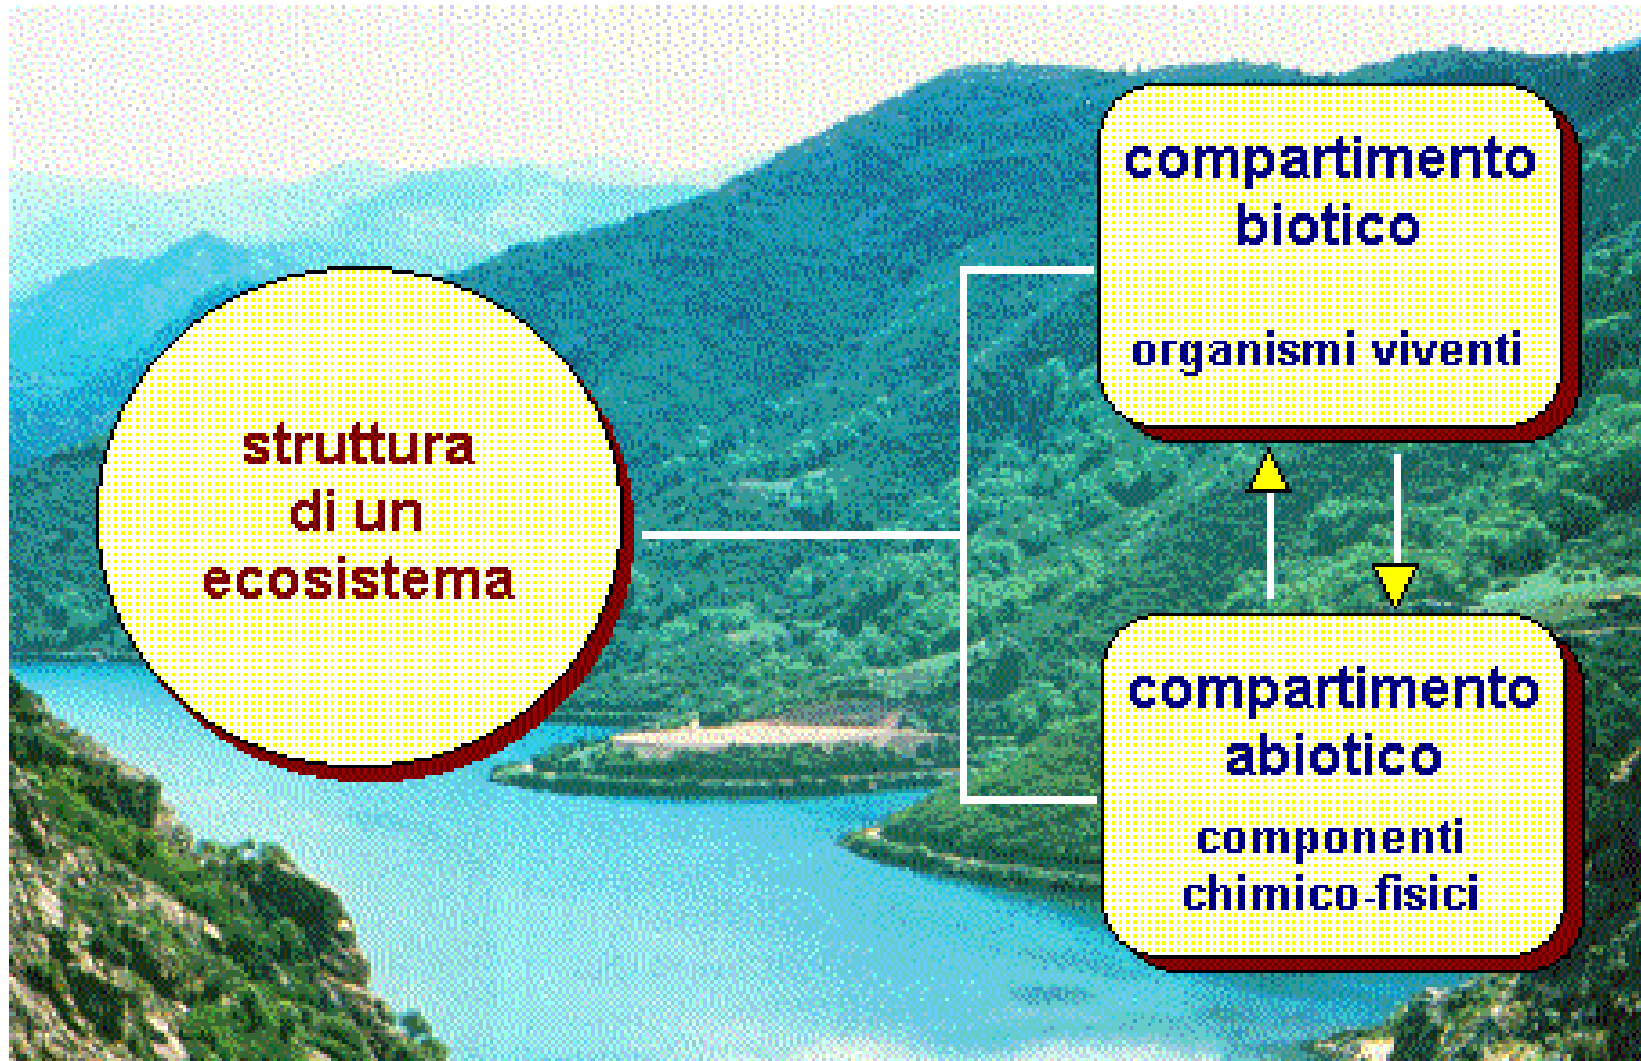 struttura
di un
ecosistema
compartimento
biotico
organismi viventi
compartimento
abiotico
componenti
chimico-fisici